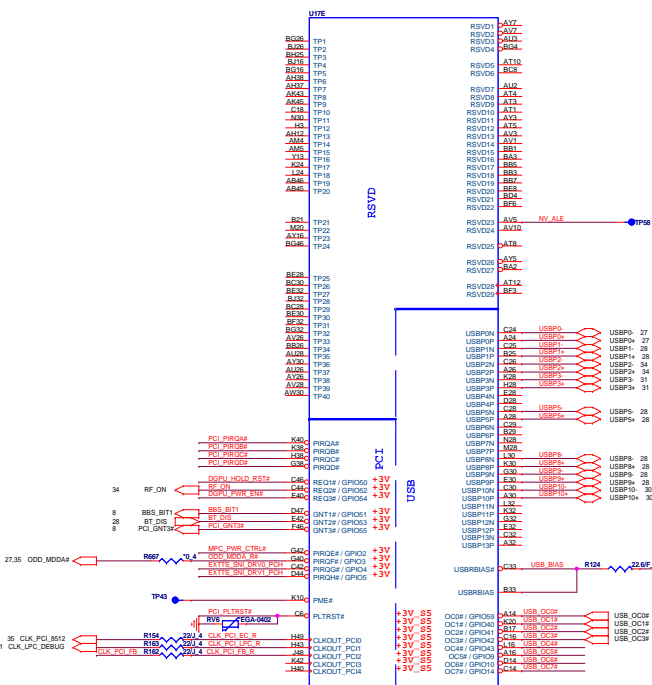 U17E
BG26 TP1
BJ26 TP2
BH25 TP3
BJ16 TP4
BG16 TP5
AH38 TP6
AH37 TP7
AK43 TP8
AK45 TP9
C18 TP10
N30 TP11
H3 TP12
AH12 TP13
AM4 TP14
AM5 TP15
Y13 TP16
K24 TP17
L24 TP18
AB46 TP19
AB45 TP20
B21 TP21
M20 TP22
AY16 TP23
BG46 TP24
BE28 TP25
BC30 TP26
BE32 TP27
BJ32 TP28
BC28 TP29
BE30 TP30
BF32 TP31
BG32 TP32
AV26 TP33
BB26 TP34
AU28 TP35
AY30 TP36
AU26 TP37
AY26 TP38
AV28 TP39
AW30 TP40
RSVD
RSVD1 AY7
RSVD2 AV7
RSVD3 AU3
RSVD4 BG4
RSVD5 AT10
RSVD6 BC8
RSVD7 AU2
RSVD8 AT4
RSVD9 AT3
RSVD10 AT1
RSVD11 AY3
RSVD12 AT5
RSVD13 AV3
RSVD14 AV1
RSVD15 BB1
RSVD16 BA3
RSVD17 BB5
RSVD18 BB3
RSVD19 BB7
RSVD20 BE8
RSVD21 BD4
RSVD22 BF6
RSVD23 AV5 NV_ALE TP58
RSVD24 AV10
RSVD25 AT8
RSVD26 AY5
RSVD27 BA2
RSVD28 AT12
RSVD29 BF3
USBP0N C24 USBP0- USBP0- 27
USBP0P A24 USBP0+ USBP0+ 27
USBP1N C25 USBP1- USBP1- 28
USBP1P B25 USBP1+ USBP1+ 28
USBP2N C26 USBP2- USBP2- 34
USBP2P A26 USBP2+ USBP2+ 34
USBP3N K28 USBP3- USBP3- 31
USBP3P H28 USBP3+ USBP3+ 31
USBP4N E28
USBP4P D28
USBP5N C28 USBP5- USBP5- 28
USBP5P A28 USBP5+ USBP5+ 28
USBP6N C29
USBP6P B29
USBP7N N28
USBP7P M28
USBP8N L30 USBP8- USBP8- 28
USBP8P K30 USBP8+ USBP8+ 28
USBP9N G30 USBP9- USBP9- 28
USBP9P E30 USBP9+ USBP9+ 28
USBP10N C30 USBP10- USBP10- 30
USBP10P A30 USBP10+ USBP10+ 30
USBP11N L32
USBP11P K32
USBP12N G32
USBP12P E32
USBP13N C32
USBP13P A32
PCI
USB
PCI_PIRQA# K40 PIRQA#
PCI_PIRQB# K38 PIRQB#
PCI_PIRQC# H38 PIRQC#
PCI_PIRQD# G38 PIRQD#
DGPU_HOLD_RST# C46 REQ1# / GPIO50 +3V
34 RF_ON RF_ON C44 REQ2# / GPIO52 +3V
DGPU_PWR_EN# E40 REQ3# / GPIO54 +3V
8 BBS_BIT1 BBS_BIT1 D47 GNT1# / GPIO51 +3V
28 BT_DIS BT_DIS E42 GNT2# / GPIO53 +3V
8 PCI_GNT3# PCI_GNT3# F46 GNT3# / GPIO55 +3V
MPC_PWR_CTRL# G42 PIRQE# / GPIO2 +3V
27,35 ODD_MDDA# R667 *0_4 ODD_MDDA_R G40 PIRQF# / GPIO3 +3V
EXTTS_SNI_DRV0_PCH C42 PIRQG# / GPIO4 +3V
EXTTS_SNI_DRV1_PCH D44 PIRQH# / GPIO5 +3V
USBRBIAS# C33 USB_BIAS R124 22.6/F_
USBRBIAS B33
TP43 K10 PME#
PCI_PLTRST# C6 PLTRST#
RV6 EGA-0402
+3V_S5 OC0# / GPIO59 A14 USB_OC0# USB_OC0#
+3V_S5 OC1# / GPIO40 K20 USB_OC1# USB_OC1#
+3V_S5 OC2# / GPIO41 B17 USB_OC2# USB_OC2#
+3V_S5 OC3# / GPIO42 C16 USB_OC3# USB_OC3#
+3V_S5 OC4# / GPIO43 L16 USB_OC4#
+3V_S5 OC5# / GPIO9 A16 USB_OC5#
+3V_S5 OC6# / GPIO10 D14 USB_OC6#
+3V_S5 OC7# / GPIO14 C14 USB_OC7#
35 CLK_PCI_8512 R154 22/J_4 CLK_PCI_EC_R H49 CLKOUT_PCI0
1 CLK_LPC_DEBUG R163 22/J_4 CLK_PCI_LPC_R H43 CLKOUT_PCI1
CLK_PCI_FB R162 22/J_4 CLK_PCI_FB_R J48 CLKOUT_PCI2
K42 CLKOUT_PCI3
H40 CLKOUT_PCI4